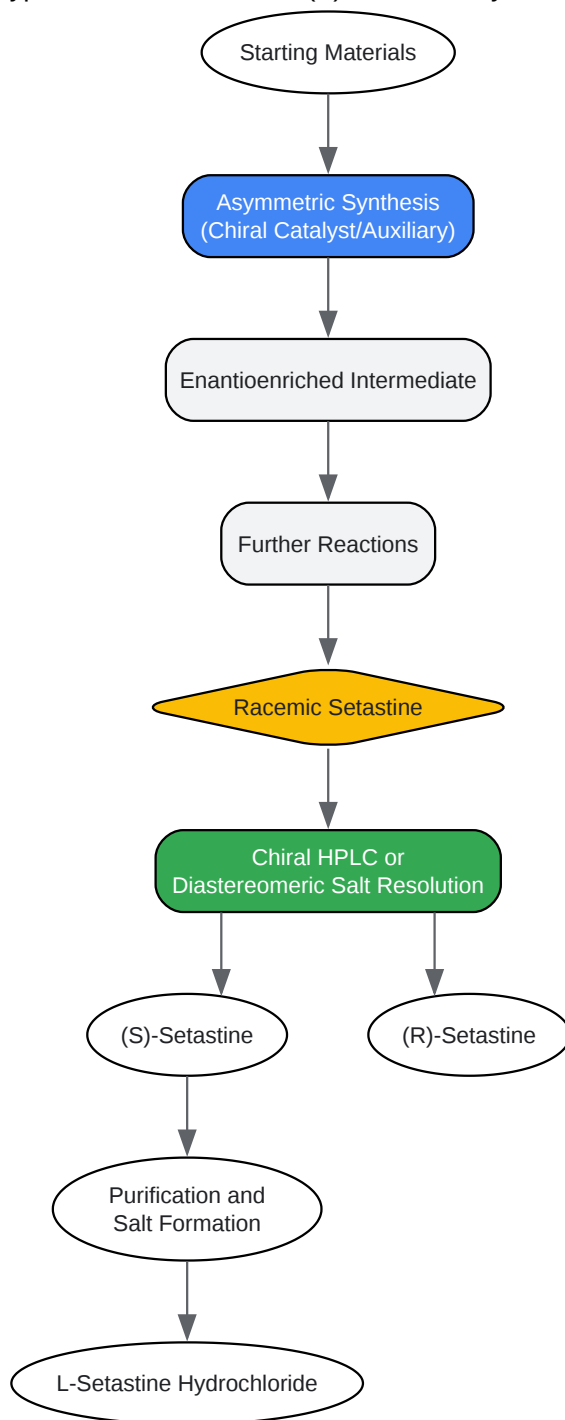 Starting Materials
Asymmetric Synthesis
(Chiral Catalyst/Auxiliary)
Enantioenriched Intermediate
Further Reactions
Racemic Setastine
Chiral HPLC or
Diastereomeric Salt Resolution
(S)-Setastine
(R)-Setastine
Purification and
Salt Formation
L-Setastine Hydrochloride